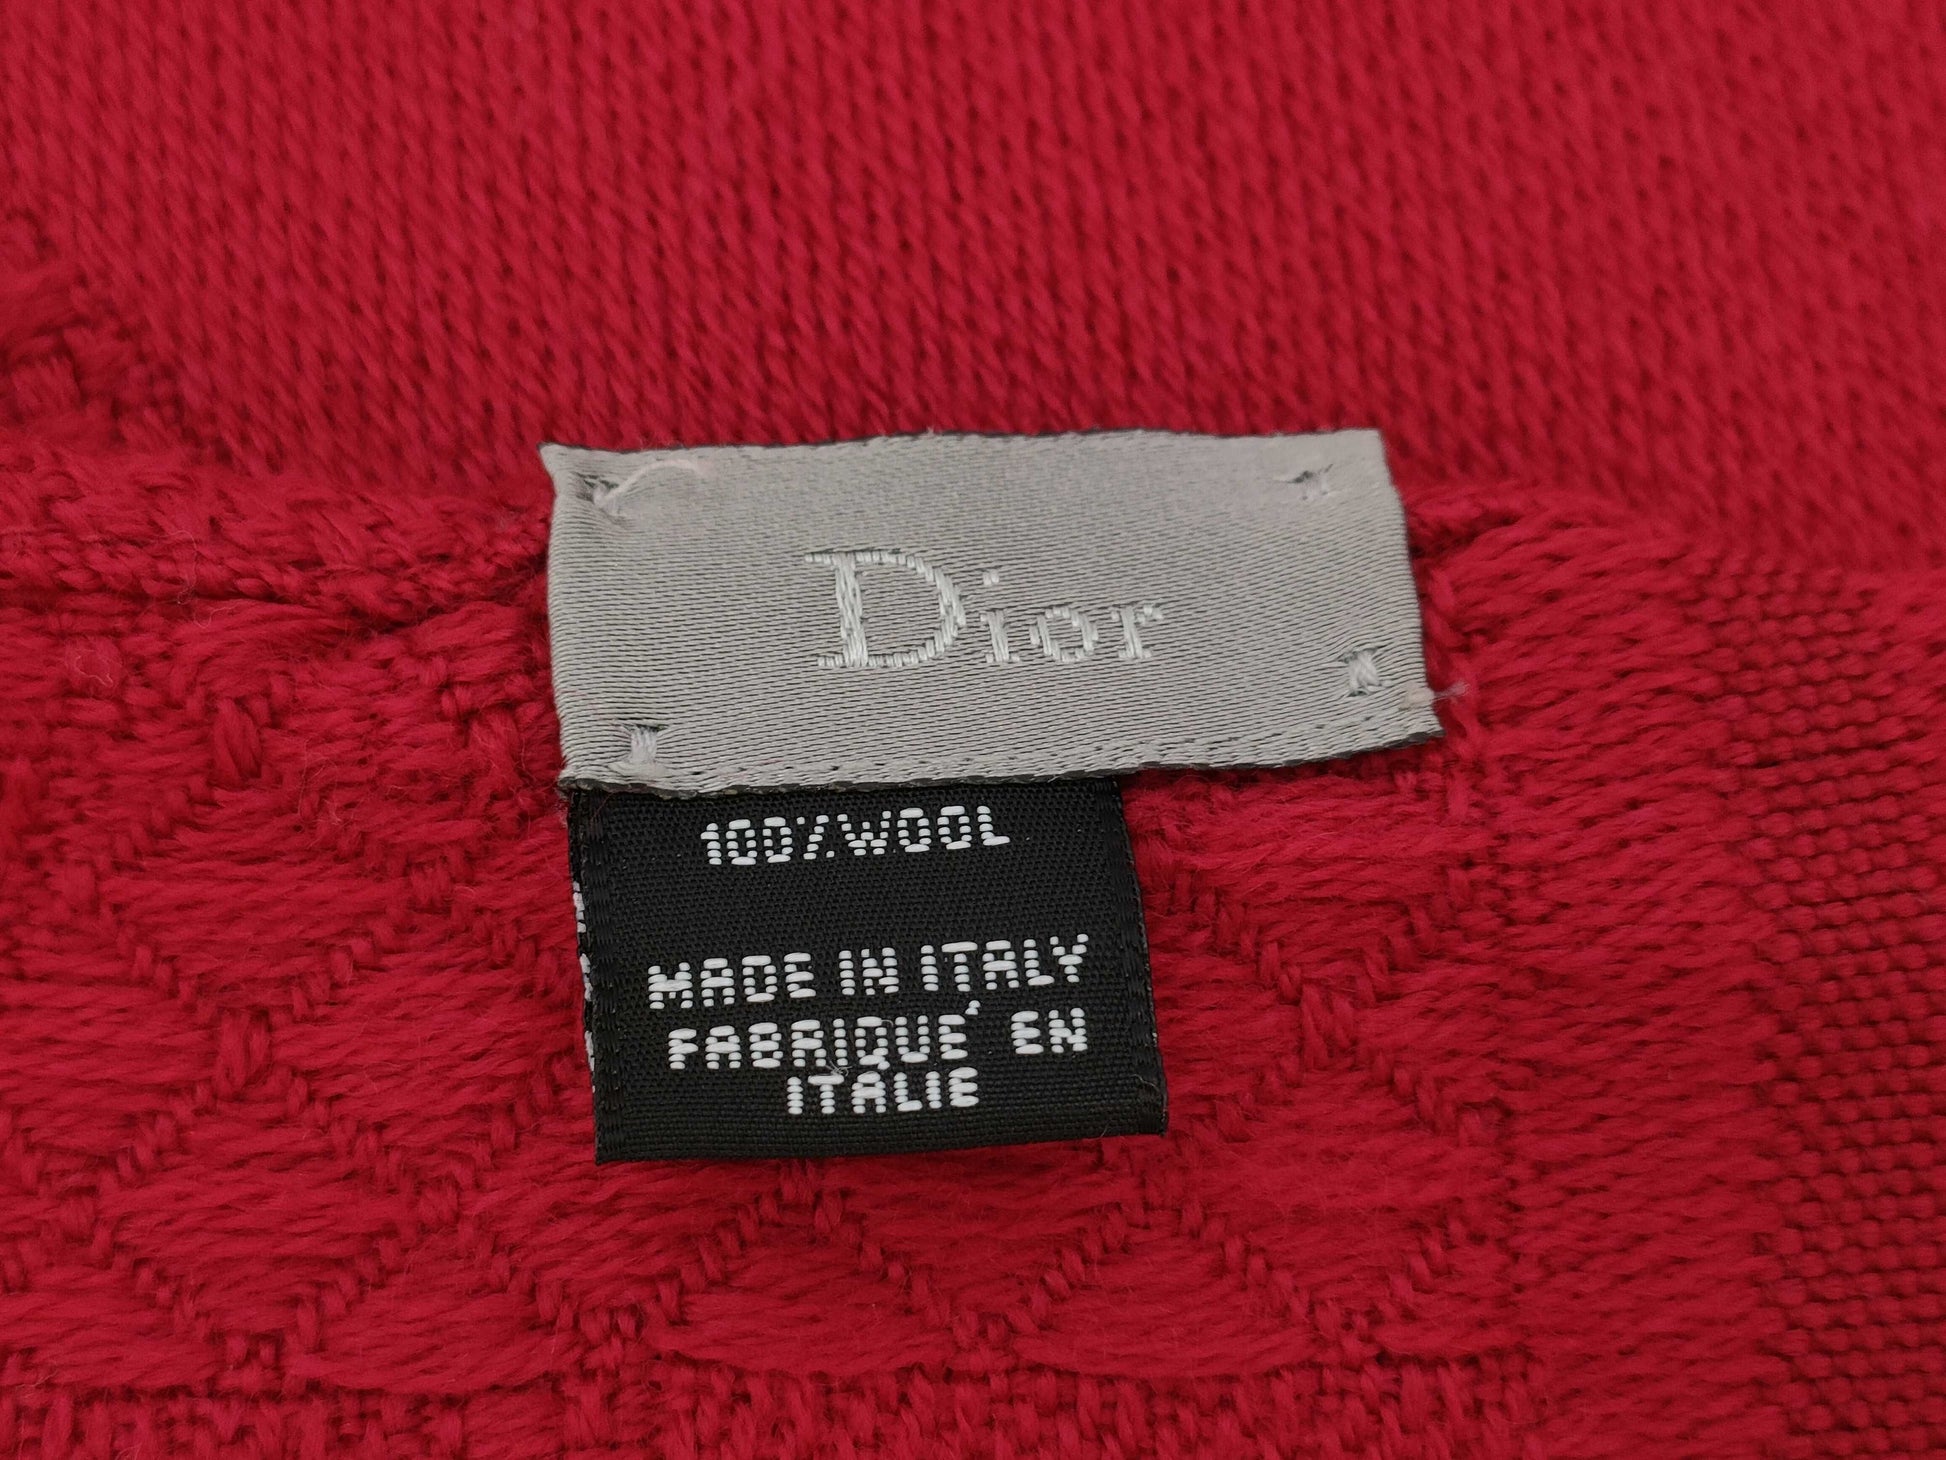 Dior
100% WOOL
MADE IN ITALY
FABRIQUE' EN
ITALIE